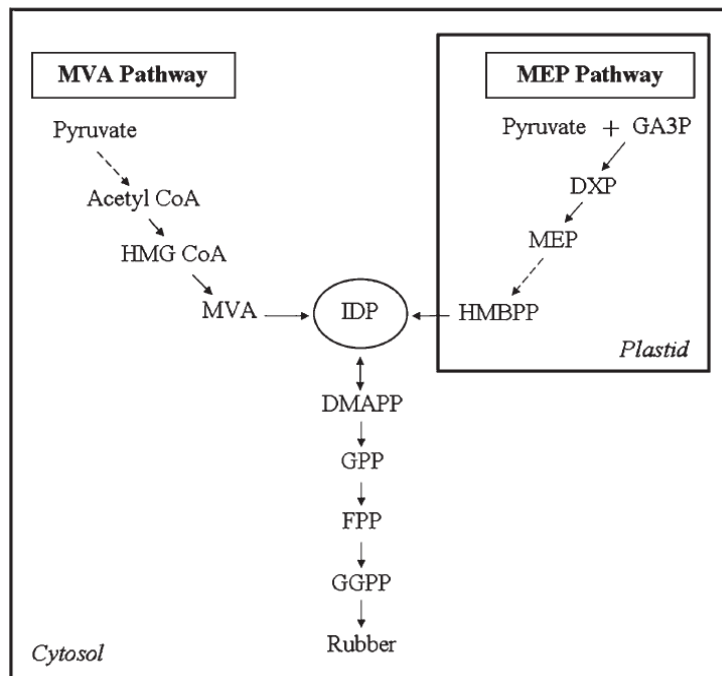 MVA Pathway
Pyruvate
Acetyl CoA
HMG CoA
MVA
MEP Pathway
Pyruvate + GA3P
DXP
MEP
HMBPP
Plastid
IDP
DMAPP
GPP
FPP
GGPP
Rubber
Cytosol